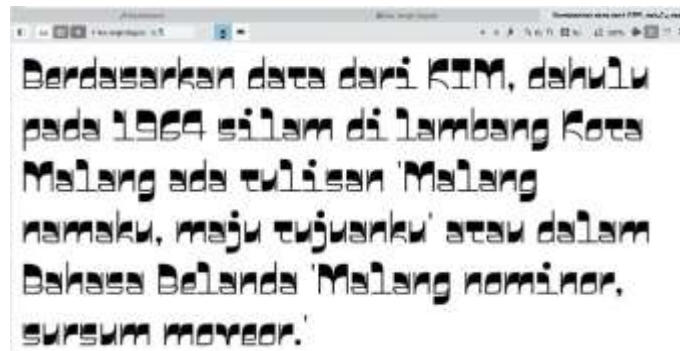 Berdasarkan data dari KIM, dahulu
pada 1964 silam di lambang Kota
Malang ada tulisan 'Malang
namaku, maju tujuanku' atau dalam
Bahasa Belanda 'Malang nominor,
sursum moveor.'